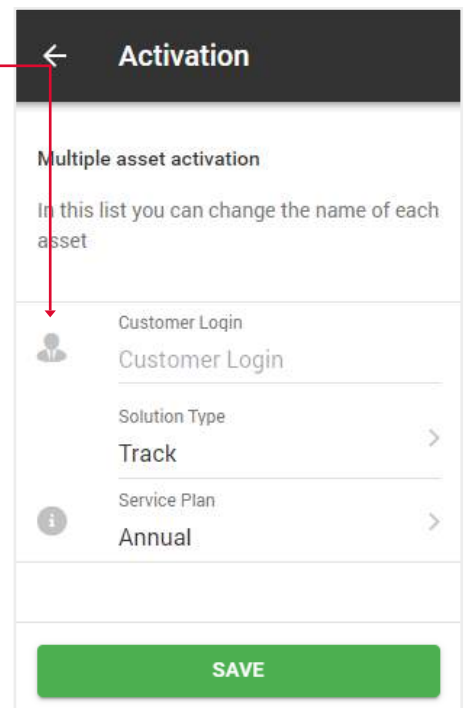 Activation
Multiple asset activation
In this list you can change the name of each
asset
Customer Login
Customer Login
Solution Type
Track
Service Plan
Annual
SAVE